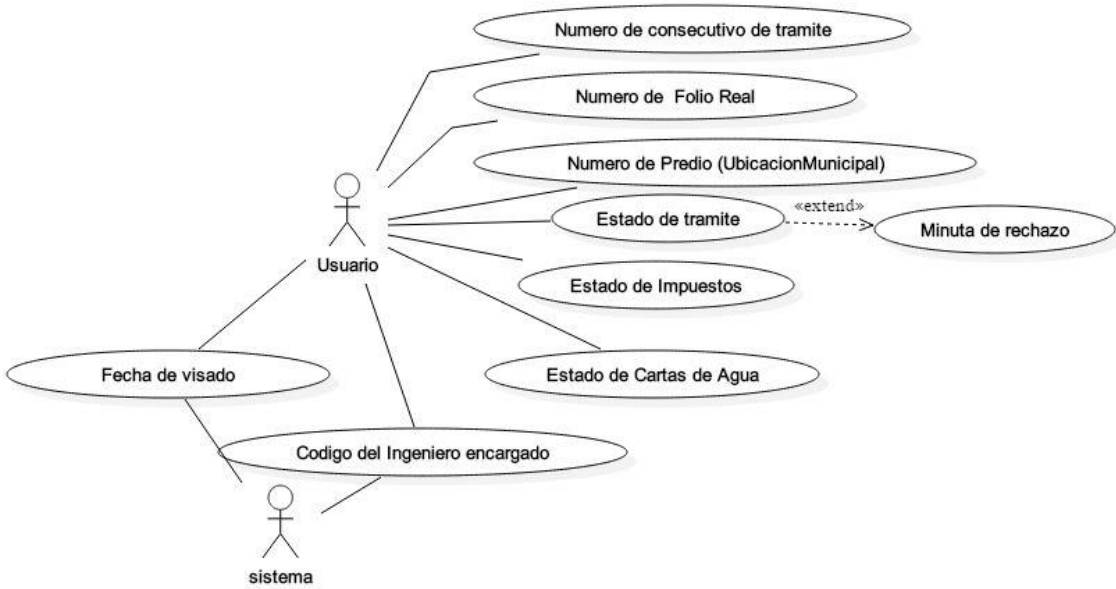 Numero de consecutivo de tramite
Numero de Folio Real
Numero de Predio (UbicacionMunicipal)
Estado de tramite
«extend»
Minuta de rechazo
Usuario
Estado de Impuestos
Fecha de visado
Estado de Cartas de Agua
Codigo del Ingeniero encargado
sistema